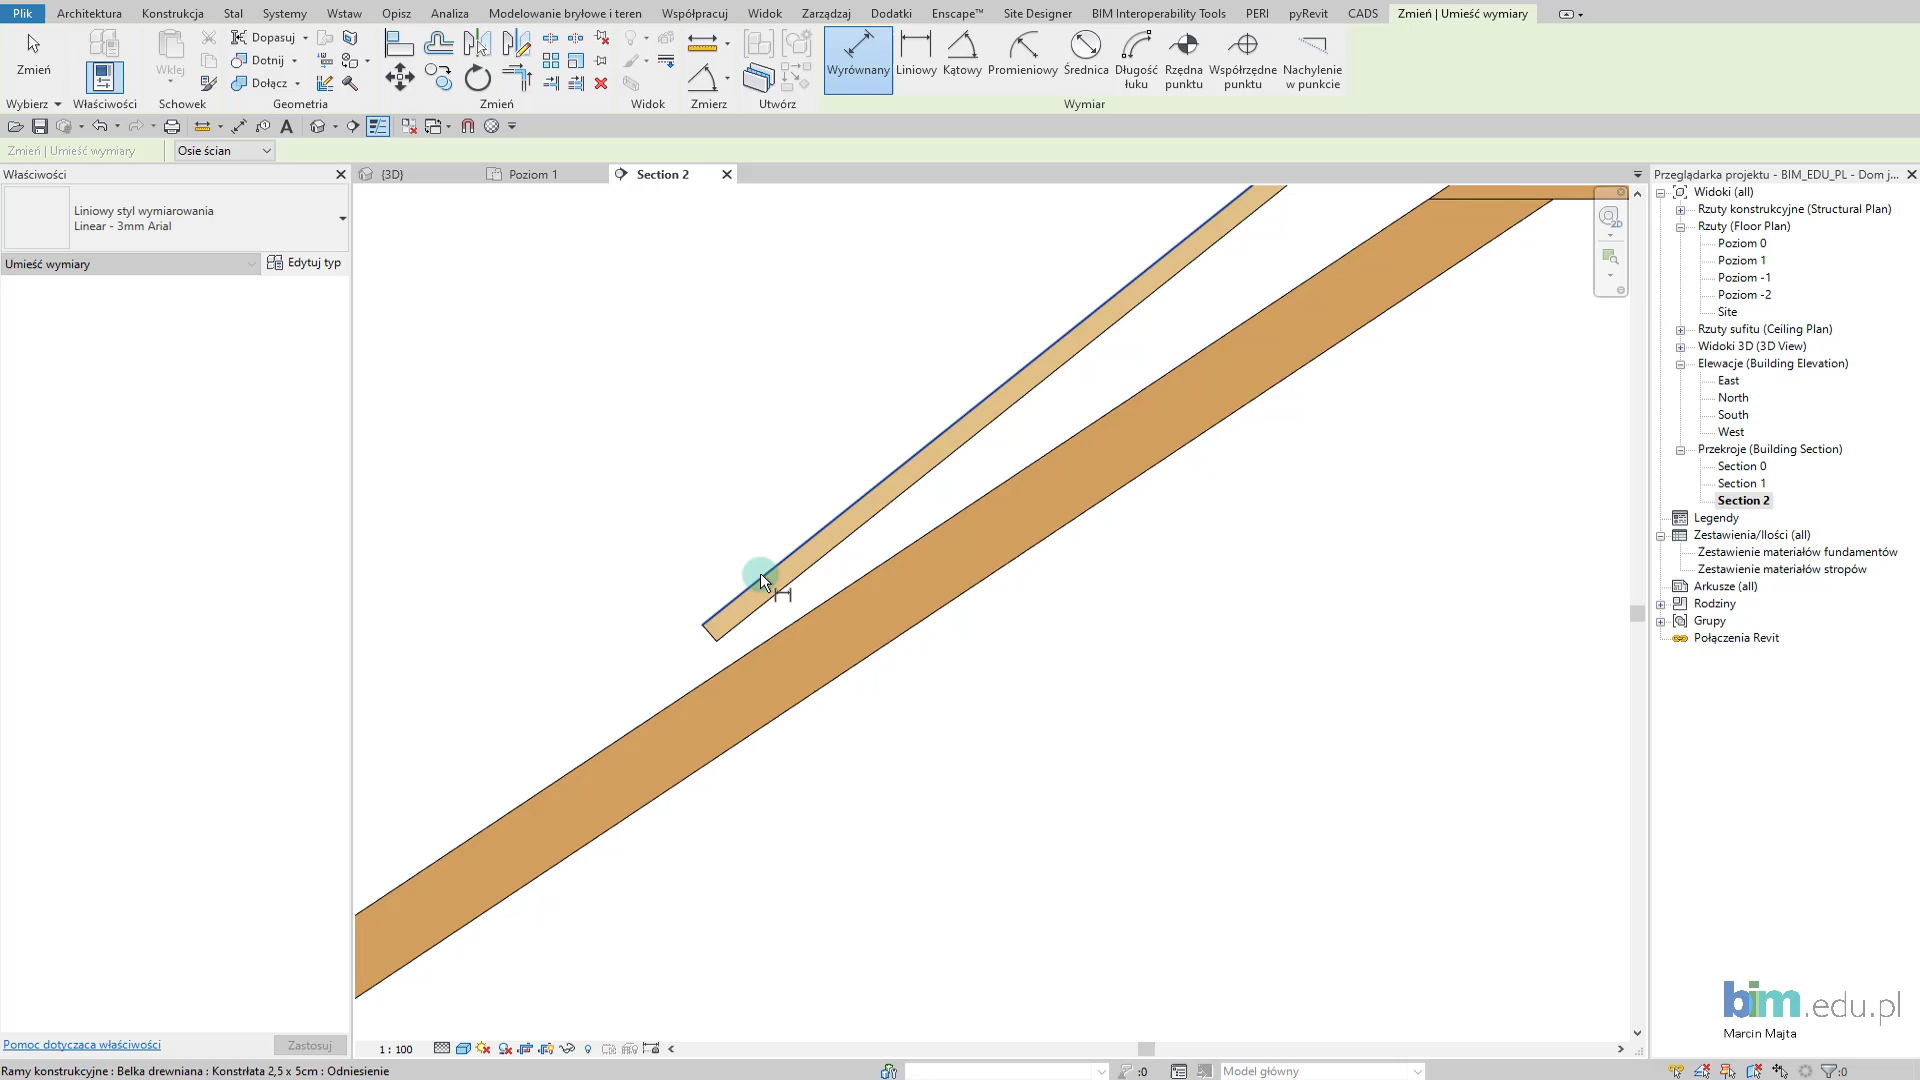 Plik Architektura Konstrukcja Stal Systemy Wstaw Opisz Analiza Modelowanie bryłowe i teren Współpracuj Widok Zarządzaj Dodatki Enscape™ Site Designer BIM Interoperability Tools PERI pyRevit CADS Zmień | Umieść wymiary
Zmień
Wklej
Dopasuj
Dotnij
Dołącz
Wyrównany Liniowy Kątowy Promieniowy Średnica Długość łuku Rzędna punktu Współrzędne punktu Nachylenie w punkcie
Wybierz Właściwości Schowek Geometria Zmień Widok Zmierz Utwórz Wymiar
Zmień | Umieść wymiary Osie ścian
Właściwości
{3D} Poziom 1 Section 2
Przeglądarka projektu - BIM_EDU_PL - Dom j...
Liniowy styl wymiarowania
Linear - 3mm Arial
Umieść wymiary
Edytuj typ
2D
Widoki (all)
Rzuty konstrukcyjne (Structural Plan)
Rzuty (Floor Plan)
Poziom 0
Poziom 1
Poziom -1
Poziom -2
Site
Rzuty sufitu (Ceiling Plan)
Widoki 3D (3D View)
Elewacje (Building Elevation)
East
North
South
West
Przekroje (Building Section)
Section 0
Section 1
Section 2
Legendy
Zestawienia/Ilości (all)
Zestawienie materiałów fundamentów
Zestawienie materiałów stropów
Arkusze (all)
Rodziny
Grupy
Połączenia Revit
bim.edu.pl
Marcin Majta
Pomoc dotycząca właściwości
Zastosuj
1 : 100
Ramy konstrukcyjne : Belka drewniana : Konstrłata 2,5 x 5cm : Odniesienie
:0
Model główny
:0